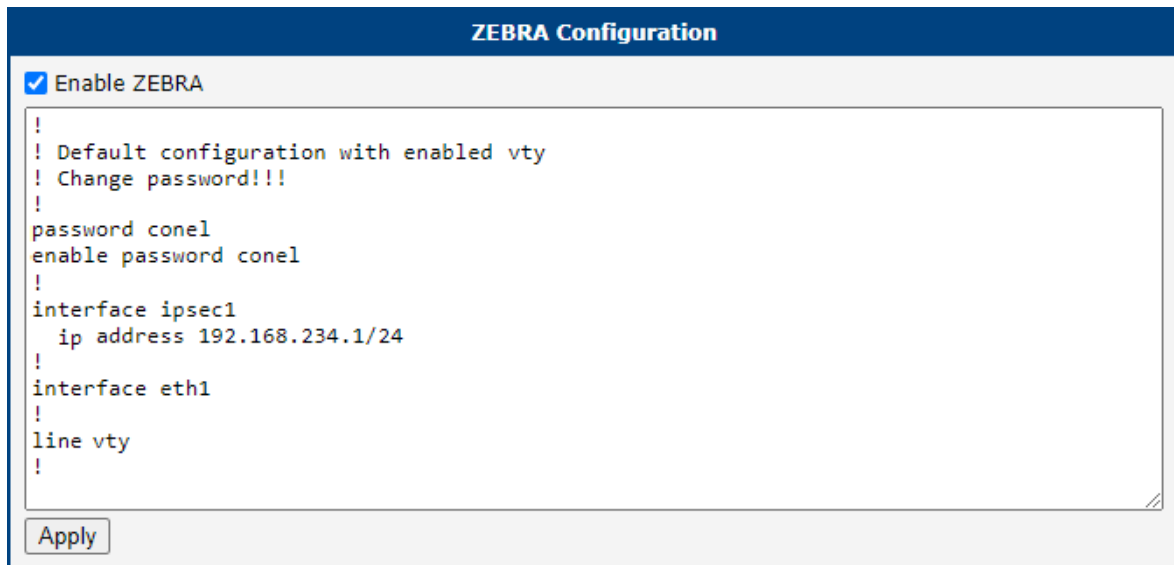 ZEBRA Configuration
Enable ZEBRA
!
! Default configuration with enabled vty
! Change password!!!
!
password conel
enable password conel
!
interface ipsec1
  ip address 192.168.234.1/24
!
interface eth1
!
line vty
!
Apply